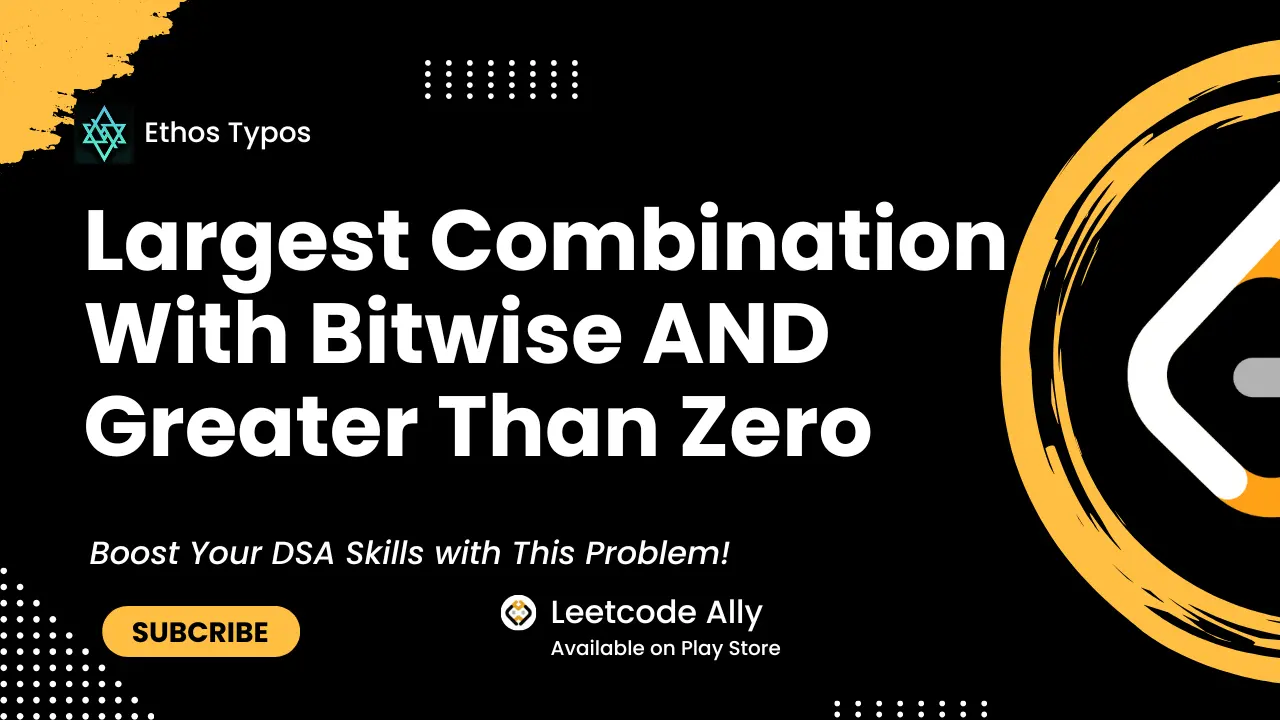 Ethos Typos
Largest Combination
With Bitwise AND
Greater Than Zero
Boost Your DSA Skills with This Problem!
SUBCRIBE
Leetcode Ally
Available on Play Store